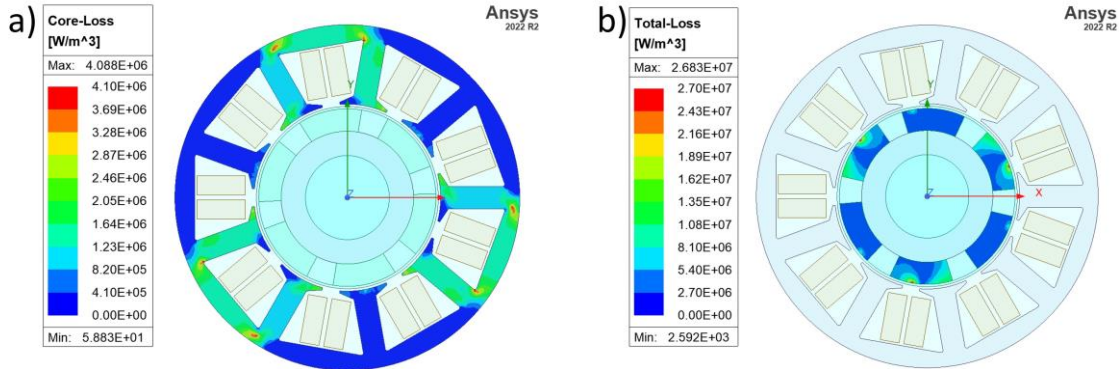 a)
Core-Loss
[W/m^3]
Max: 4.088E+06
4.10E+06
3.69E+06
3.28E+06
2.87E+06
2.46E+06
2.05E+06
1.64E+06
1.23E+06
8.20E+05
4.10E+05
0.00E+00
Min: 5.883E+01
Ansys
2022 R2
Y
Z
b)
Total-Loss
[W/m^3]
Max: 2.683E+07
2.70E+07
2.43E+07
2.16E+07
1.89E+07
1.62E+07
1.35E+07
1.08E+07
8.10E+06
5.40E+06
2.70E+06
0.00E+00
Min: 2.592E+03
Ansys
2022 R2
Y
Z
X